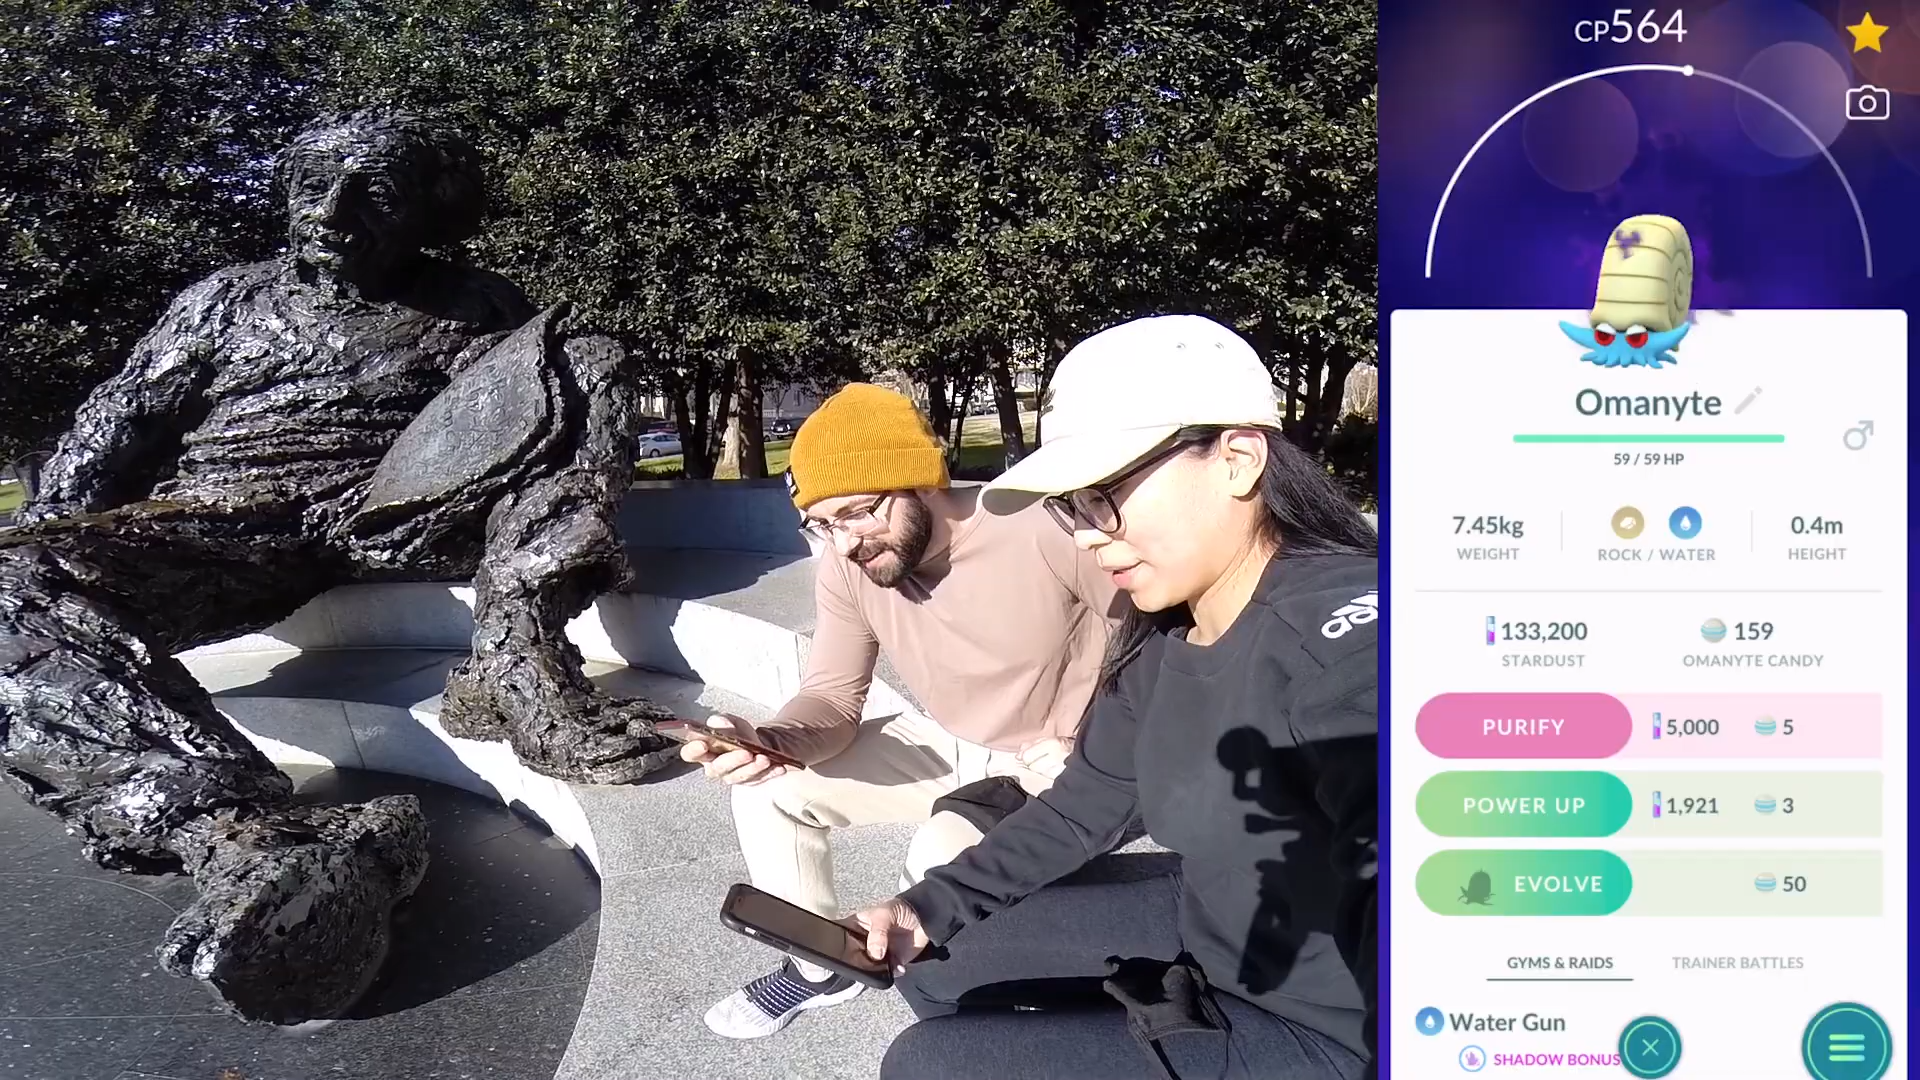 CP564
Omanyte
59 / 59 HP
7.45kg
WEIGHT
ROCK / WATER
0.4m
HEIGHT
133,200
STARDUST
159
OMANYTE CANDY
PURIFY 5,000 5
POWER UP 1,921 3
EVOLVE 50
GYMS & RAIDS
TRAINER BATTLES
Water Gun
SHADOW BONUS